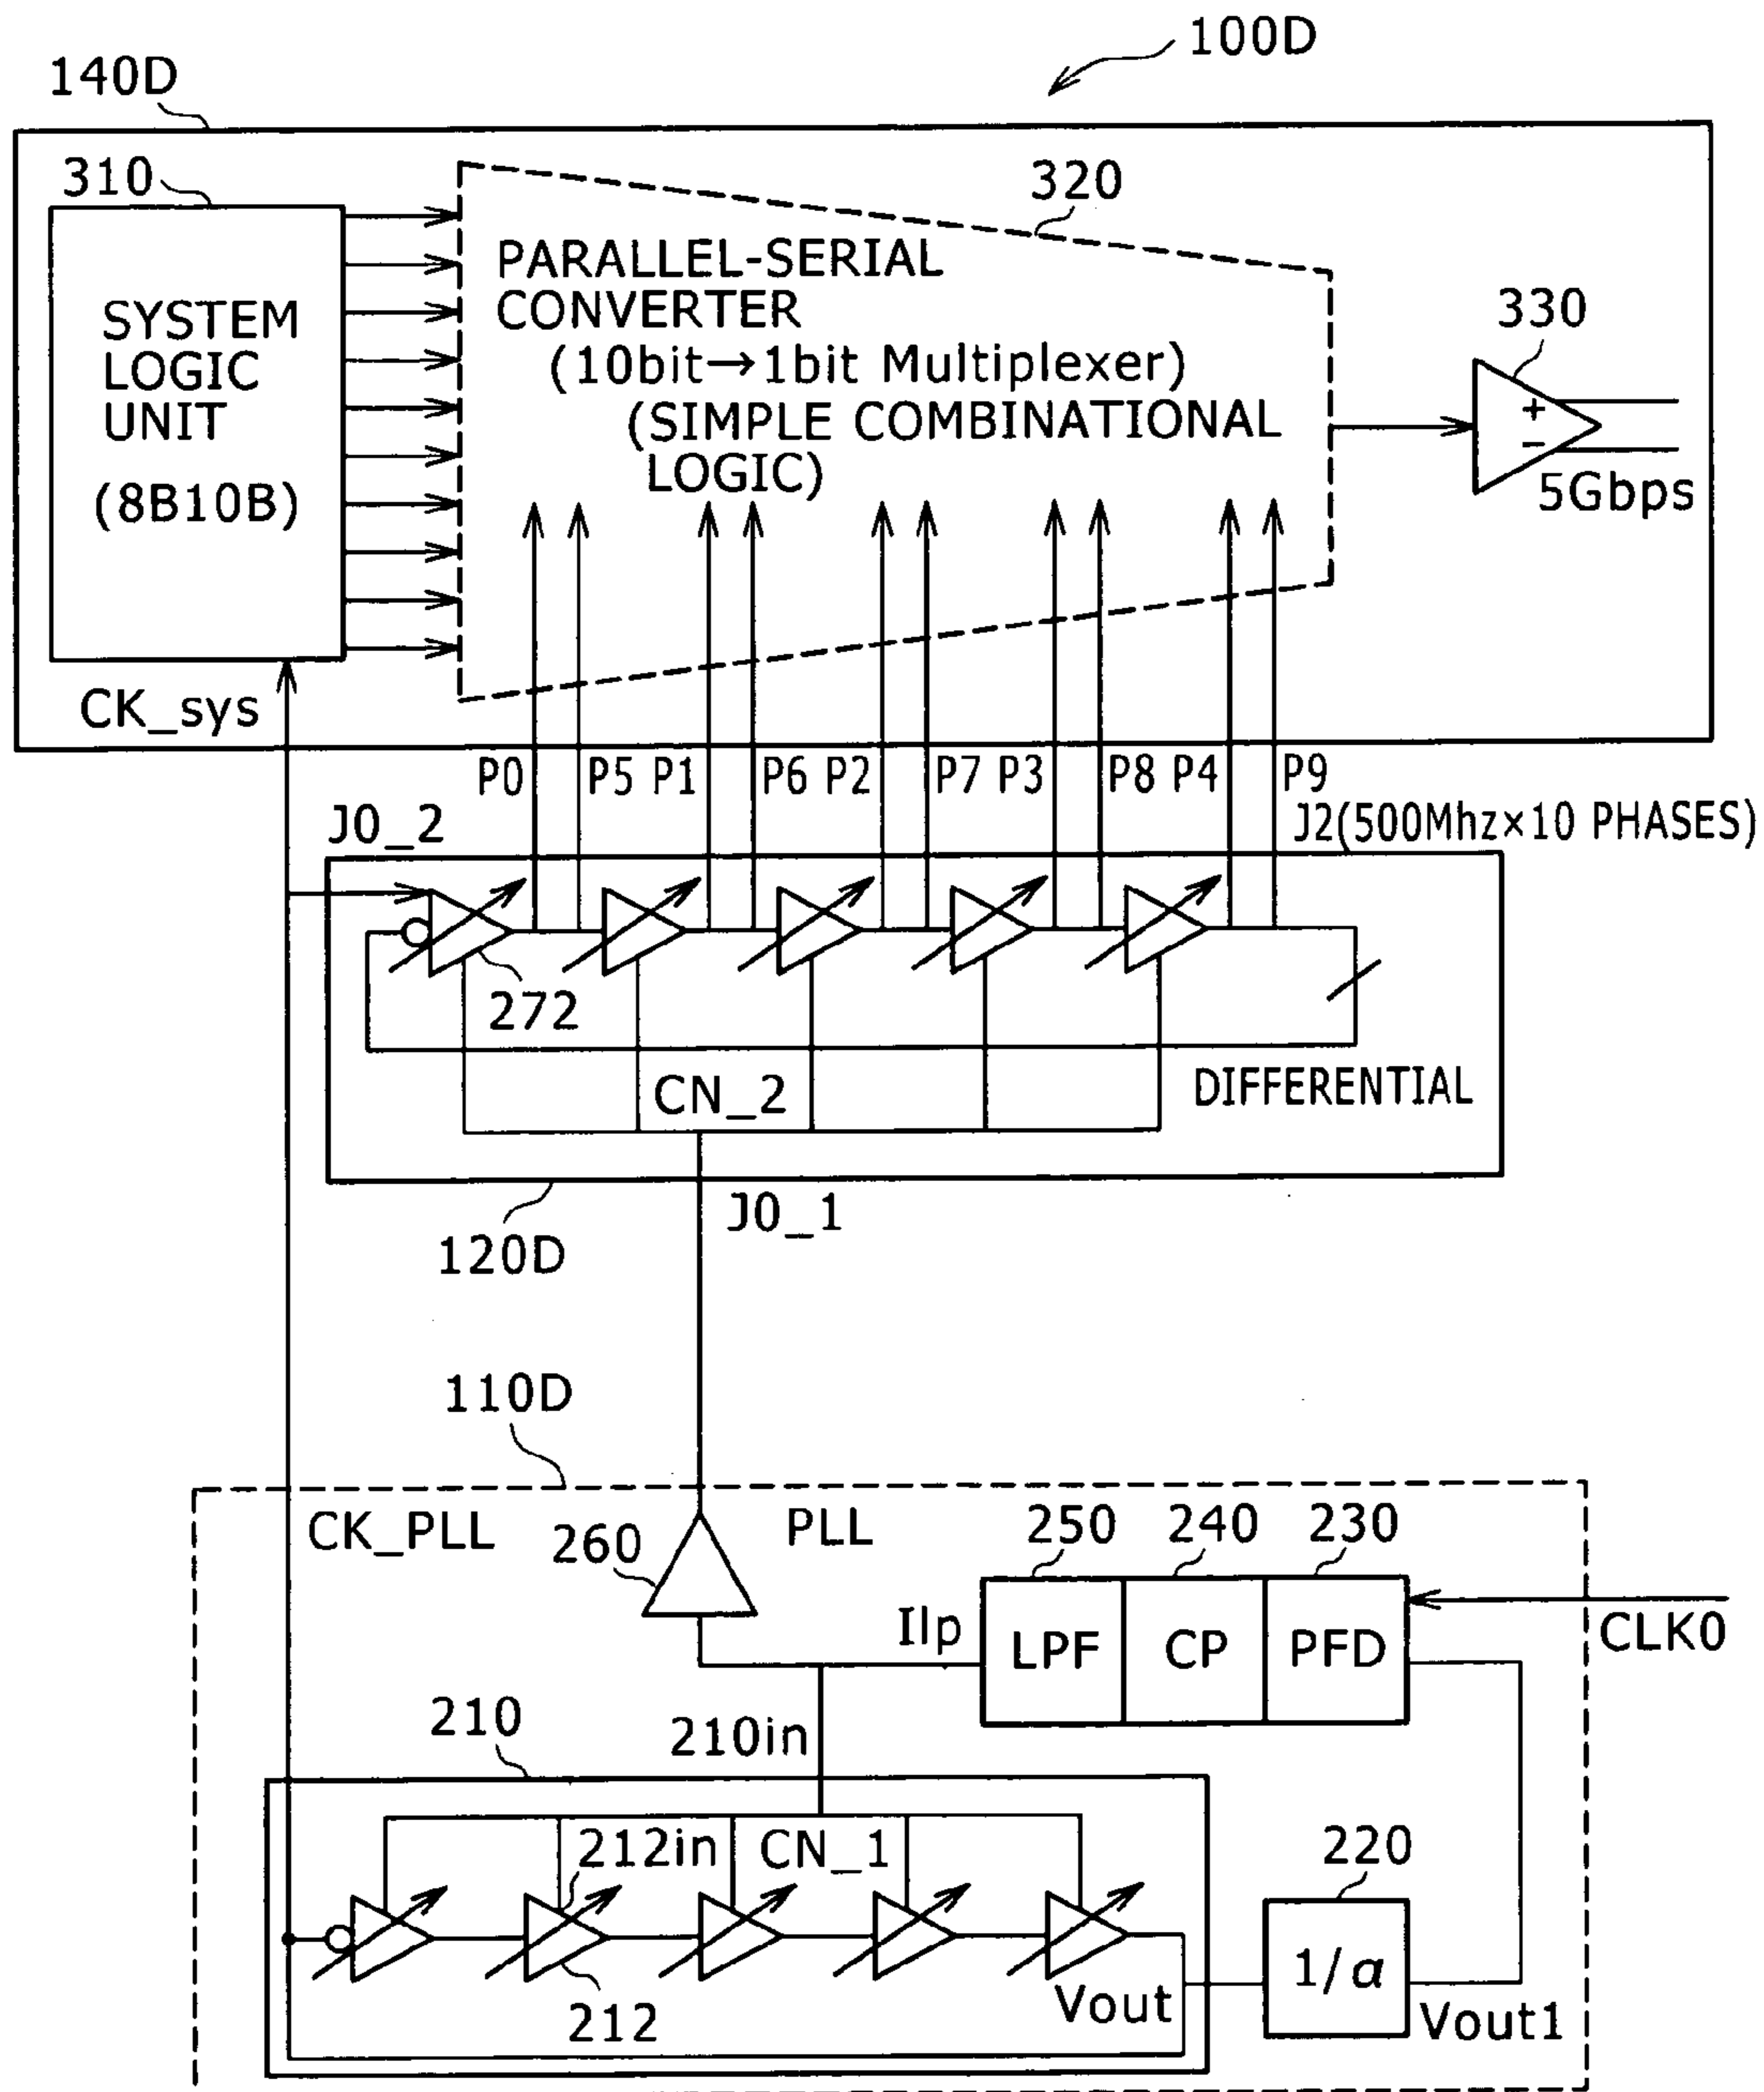 100D
140D
310
320
PARALLEL-SERIAL
CONVERTER
(10bit→1bit Multiplexer)
(SIMPLE COMBINATIONAL
LOGIC)
SYSTEM
LOGIC
UNIT
(8B10B)
330
+
−
5Gbps
CK_sys
P0 P5 P1 P6 P2 P7 P3 P8 P4 P9
J0_2
J2(500Mhz×10 PHASES)
272
CN_2
DIFFERENTIAL
J0_1
120D
110D
CK_PLL
260
PLL
250 240 230
Ilp
LPF CP PFD
CLK0
210
210in
212in
CN_1
220
1/α
212
Vout
Vout1